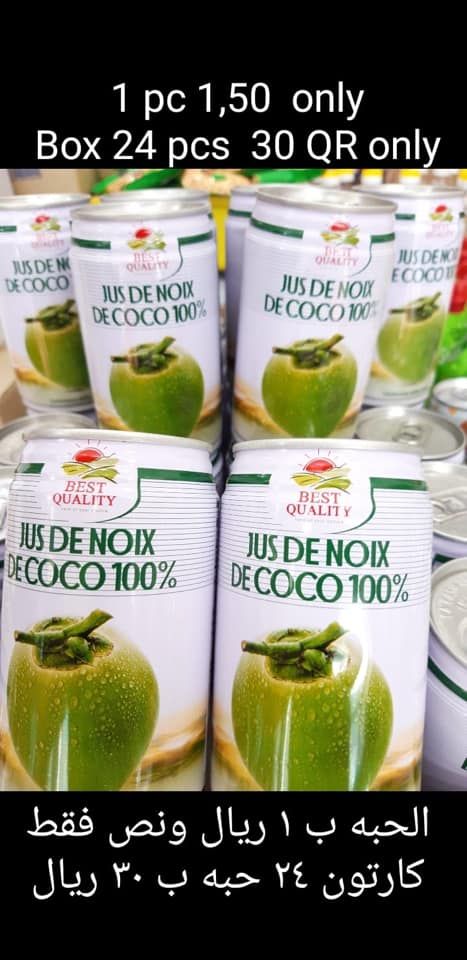 1 pc 1,50 only
Box 24 pcs 30 QR only
BEST
QUALITY
JUS DE NOIX
DE COCO 100%
BEST
QUALITY
JUS DE NOIX
DE COCO 100%
BEST
QUALITY
JUS DE NOIX
DE COCO 100%
BEST
QUALITY
JUS DE NOIX
DE COCO 100%
الحبه ب ١ ريال ونص فقط
كارتون ٢٤ حبه ب ٣٠ ريال